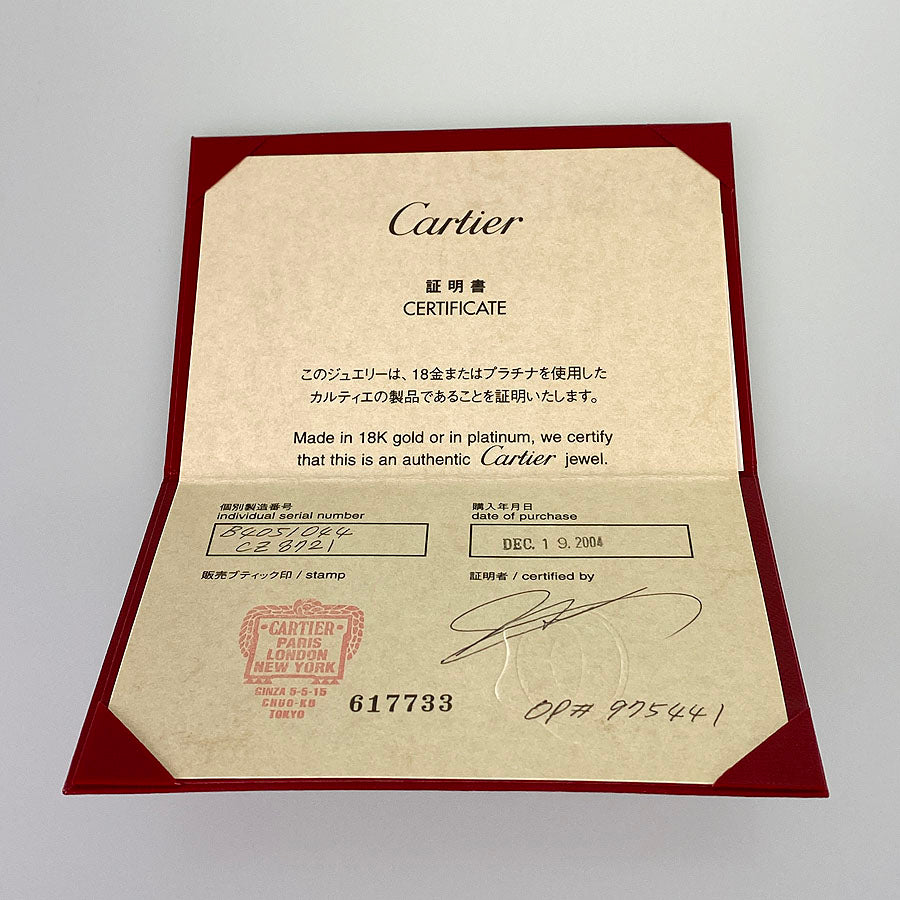 Cartier
証明書
CERTIFICATE
このジュエリーは、18金またはプラチナを使用した
カルティエの製品であることを証明いたします。
Made in 18K gold or in platinum, we certify
that this is an authentic Cartier jewel.
個別製造番号
individual serial number
B4051044
CZ8721
購入年月日
date of purchase
DEC. 19. 2004
販売ブティック印 / stamp
証明者 / certified by
·CARTIER·
PARIS
LONDON
NEW YORK
GINZA 5-5-15
CHUO-KU
TOKYO
617733
OP# 975441